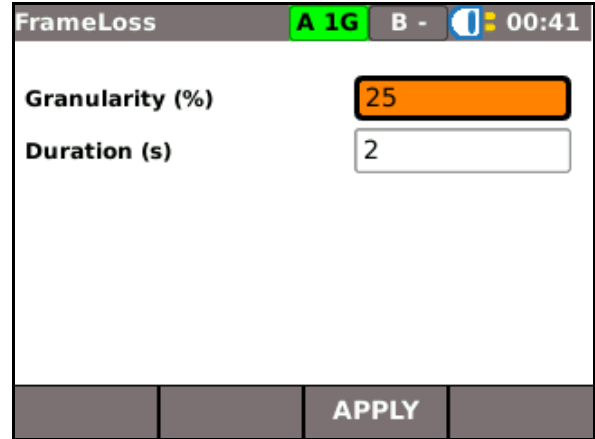 FrameLoss A 1G B - 00:41
Granularity (%) 25
Duration (s) 2
APPLY